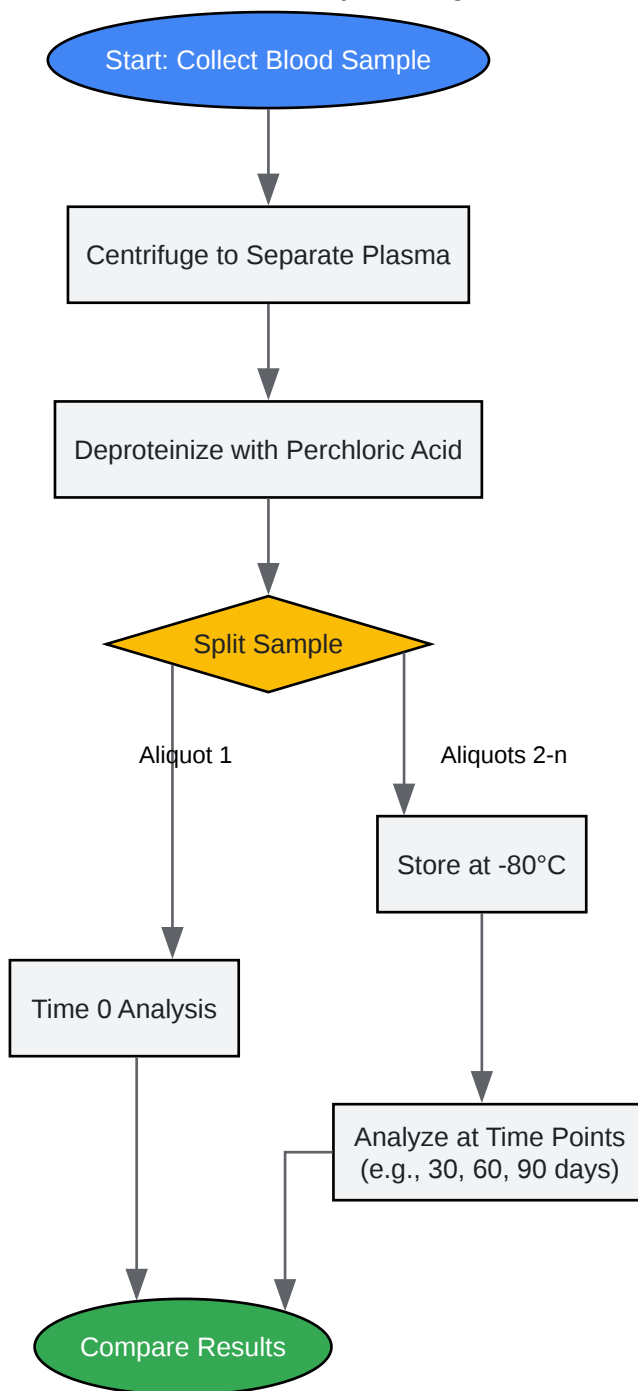 Start: Collect Blood Sample
Centrifuge to Separate Plasma
Deproteinize with Perchloric Acid
Split Sample
Aliquot 1
Aliquots 2-n
Store at -80°C
Time 0 Analysis
Analyze at Time Points
(e.g., 30, 60, 90 days)
Compare Results